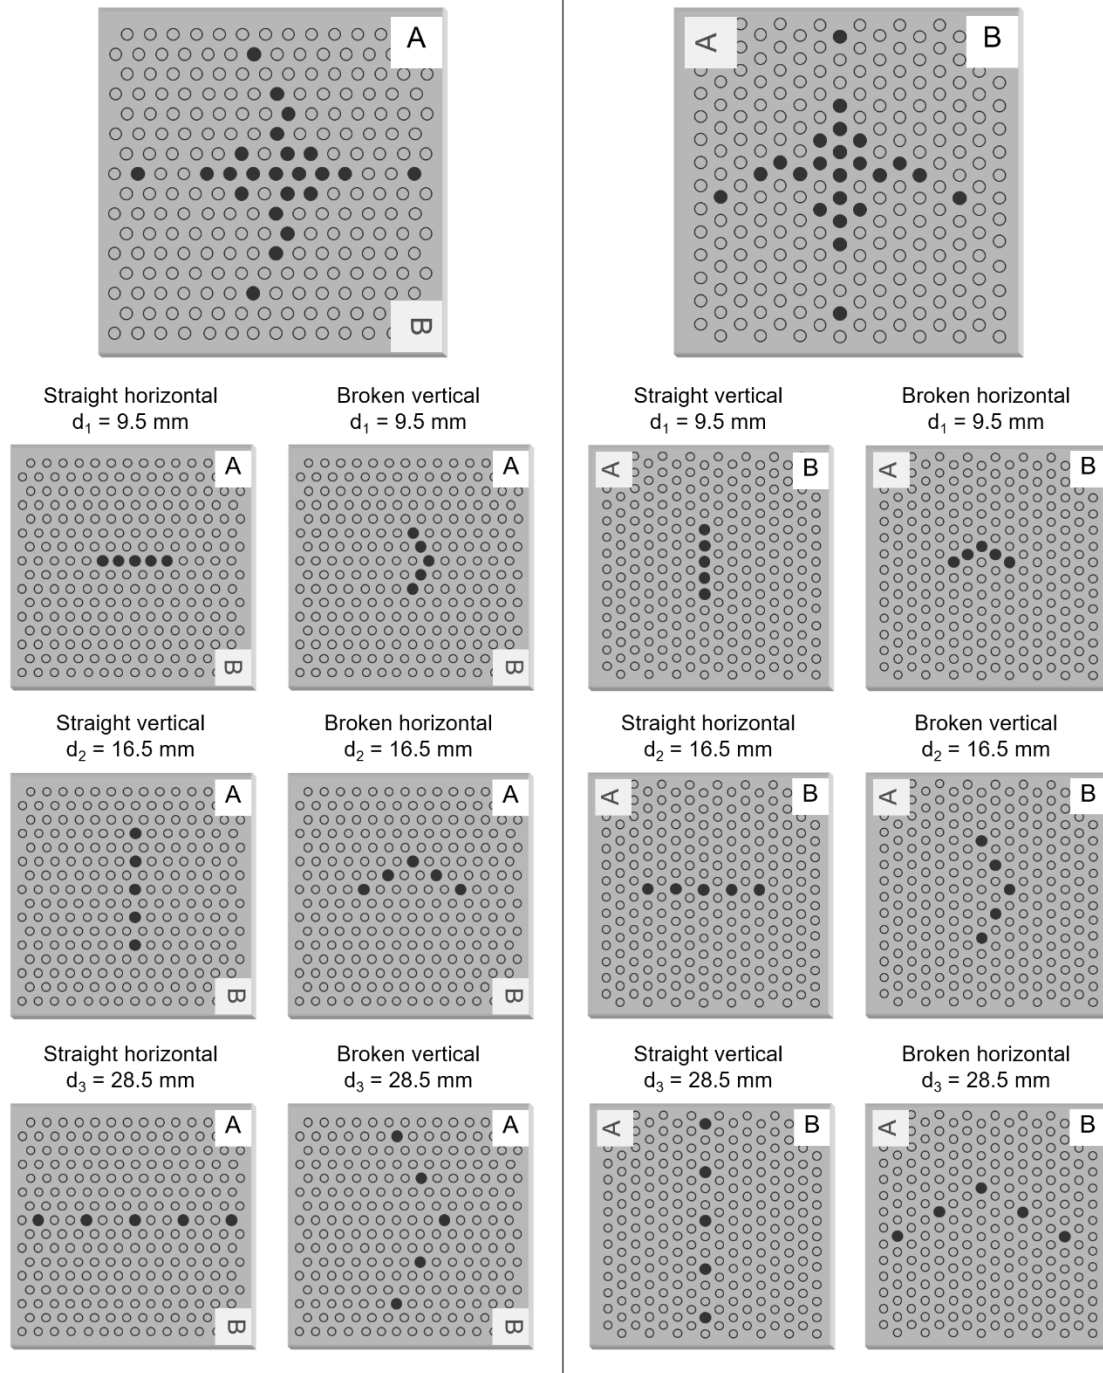 A
B
A
B
Straight horizontal
d₁ = 9.5 mm
Broken vertical
d₁ = 9.5 mm
Straight vertical
d₁ = 9.5 mm
Broken horizontal
d₁ = 9.5 mm
A
B
A
B
A
B
A
B
Straight vertical
d₂ = 16.5 mm
Broken horizontal
d₂ = 16.5 mm
Straight horizontal
d₂ = 16.5 mm
Broken vertical
d₂ = 16.5 mm
A
B
A
B
A
B
A
B
Straight horizontal
d₃ = 28.5 mm
Broken vertical
d₃ = 28.5 mm
Straight vertical
d₃ = 28.5 mm
Broken horizontal
d₃ = 28.5 mm
A
B
A
B
A
B
A
B